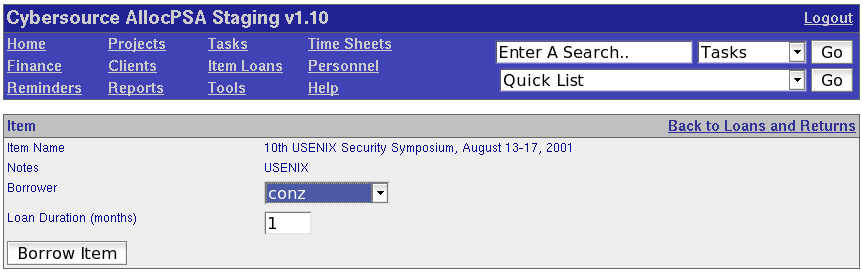 Cybersource AllocPSA Staging v1.10 Logout
Home Projects Tasks Time Sheets Enter A Search.. Tasks Go
Finance Clients Item Loans Personnel Quick List Go
Reminders Reports Tools Help
Item Back to Loans and Returns
Item Name 10th USENIX Security Symposium, August 13-17, 2001
Notes USENIX
Borrower conz
Loan Duration (months) 1
Borrow Item